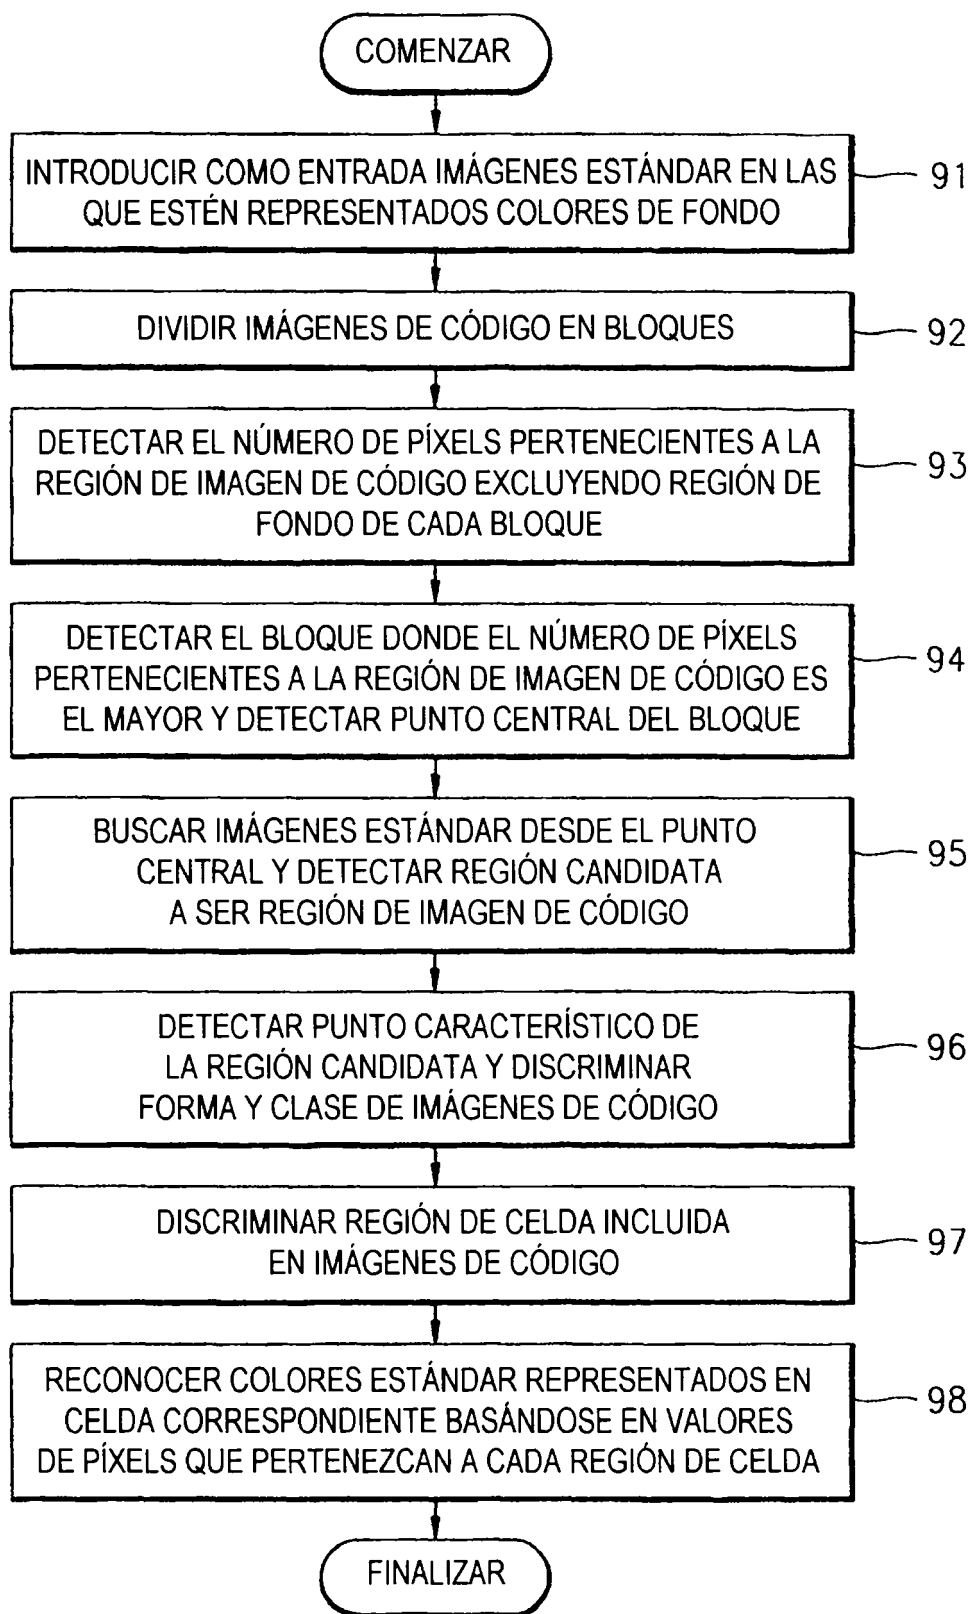 COMENZAR
INTRODUCIR COMO ENTRADA IMÁGENES ESTÁNDAR EN LAS
QUE ESTÉN REPRESENTADOS COLORES DE FONDO
91
DIVIDIR IMÁGENES DE CÓDIGO EN BLOQUES
92
DETECTAR EL NÚMERO DE PÍXELS PERTENECIENTES A LA
REGIÓN DE IMAGEN DE CÓDIGO EXCLUYENDO REGIÓN DE
FONDO DE CADA BLOQUE
93
DETECTAR EL BLOQUE DONDE EL NÚMERO DE PÍXELS
PERTENECIENTES A LA REGIÓN DE IMAGEN DE CÓDIGO ES
EL MAYOR Y DETECTAR PUNTO CENTRAL DEL BLOQUE
94
BUSCAR IMÁGENES ESTÁNDAR DESDE EL PUNTO
CENTRAL Y DETECTAR REGIÓN CANDIDATA
A SER REGIÓN DE IMAGEN DE CÓDIGO
95
DETECTAR PUNTO CARACTERÍSTICO DE
LA REGIÓN CANDIDATA Y DISCRIMINAR
FORMA Y CLASE DE IMÁGENES DE CÓDIGO
96
DISCRIMINAR REGIÓN DE CELDA INCLUIDA
EN IMÁGENES DE CÓDIGO
97
RECONOCER COLORES ESTÁNDAR REPRESENTADOS EN
CELDA CORRESPONDIENTE BASÁNDOSE EN VALORES
DE PÍXELS QUE PERTENEZCAN A CADA REGIÓN DE CELDA
98
FINALIZAR